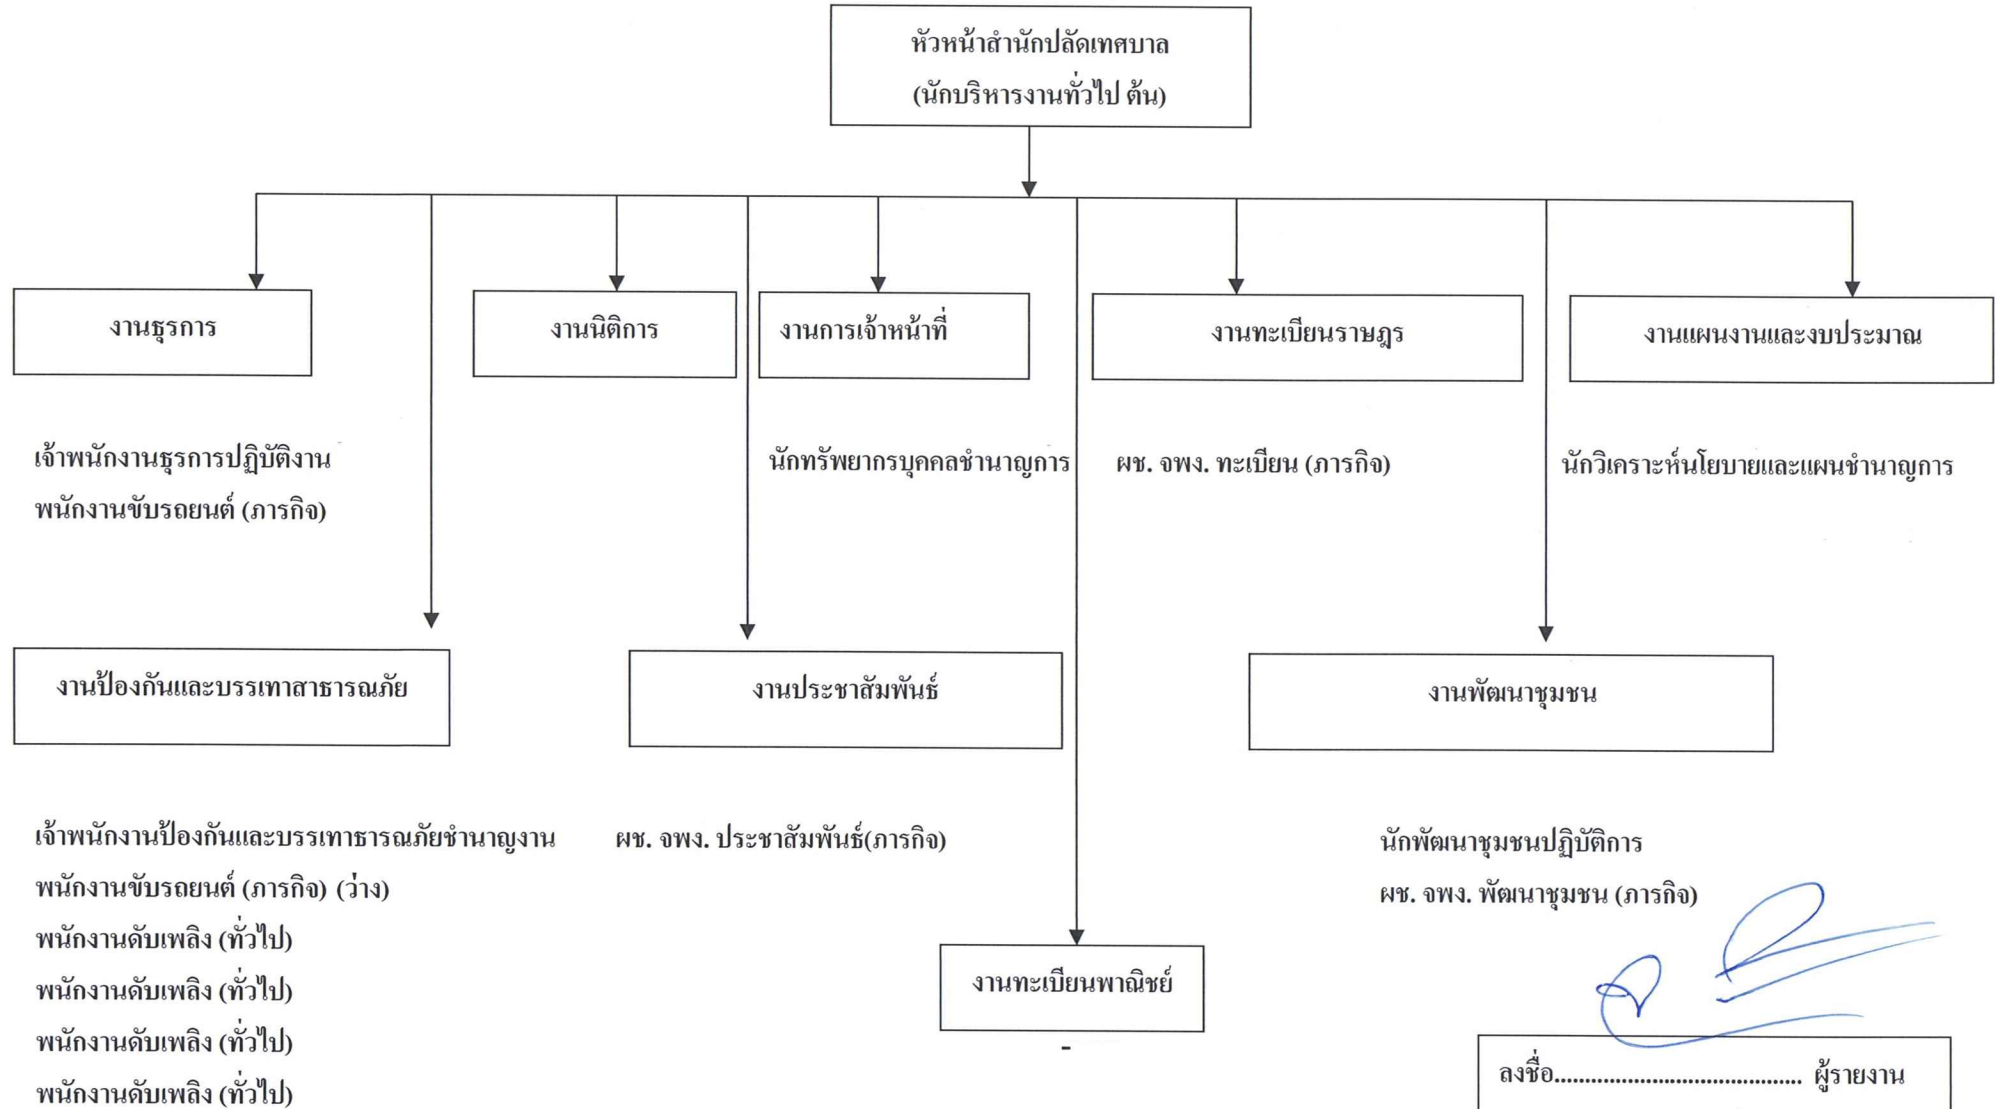 หัวหน้าสำนักปลัดเทศบาล
(นักบริหารงานทั่วไป ต้น)
งานธุรการ
งานนิติการ
งานการเจ้าหน้าที่
งานทะเบียนราษฎร
งานแผนงานและงบประมาณ
เจ้าพนักงานธุรการปฏิบัติงาน
พนักงานขับรถยนต์ (ภารกิจ)
นักทรัพยากรบุคคลชำนาญการ
ผช. จพง. ทะเบียน (ภารกิจ)
นักวิเคราะห์นโยบายและแผนชำนาญการ
งานป้องกันและบรรเทาสาธารณภัย
งานประชาสัมพันธ์
งานพัฒนาชุมชน
เจ้าพนักงานป้องกันและบรรเทาธารณภัยชำนาญงาน
พนักงานขับรถยนต์ (ภารกิจ) (ว่าง)
พนักงานดับเพลิง (ทั่วไป)
พนักงานดับเพลิง (ทั่วไป)
พนักงานดับเพลิง (ทั่วไป)
พนักงานดับเพลิง (ทั่วไป)
ผช. จพง. ประชาสัมพันธ์(ภารกิจ)
นักพัฒนาชุมชนปฏิบัติการ
ผช. จพง. พัฒนาชุมชน (ภารกิจ)
งานทะเบียนพาณิชย์
-
ลงชื่อ.......................................... ผู้รายงาน